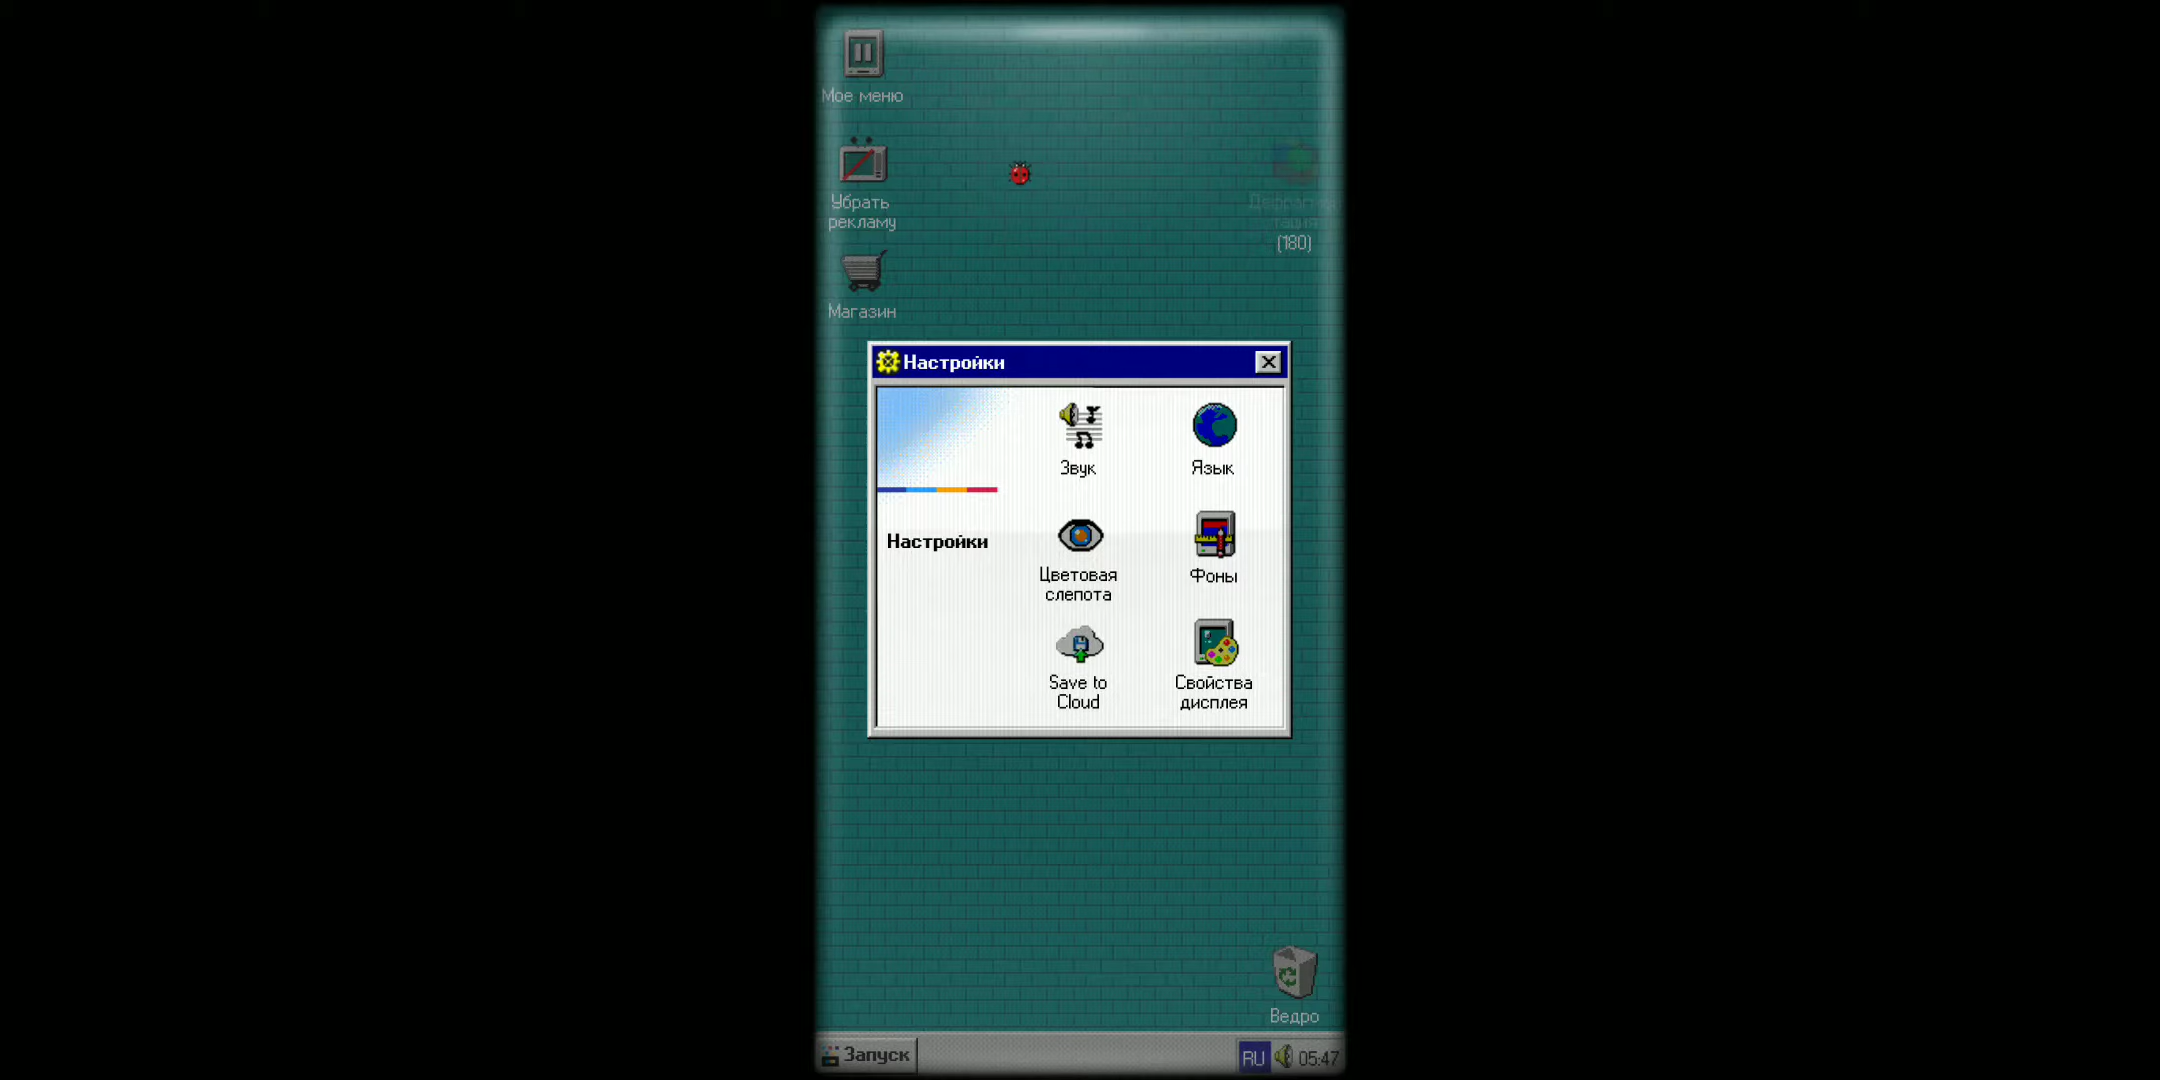 Мое меню
Убрать
рекламу
(180)
Магазин
Настройки
Звук
Язык
Настройки
Цветовая
слепота
Фоны
Save to
Cloud
Свойства
дисплея
Ведро
Запуск
RU
05:47